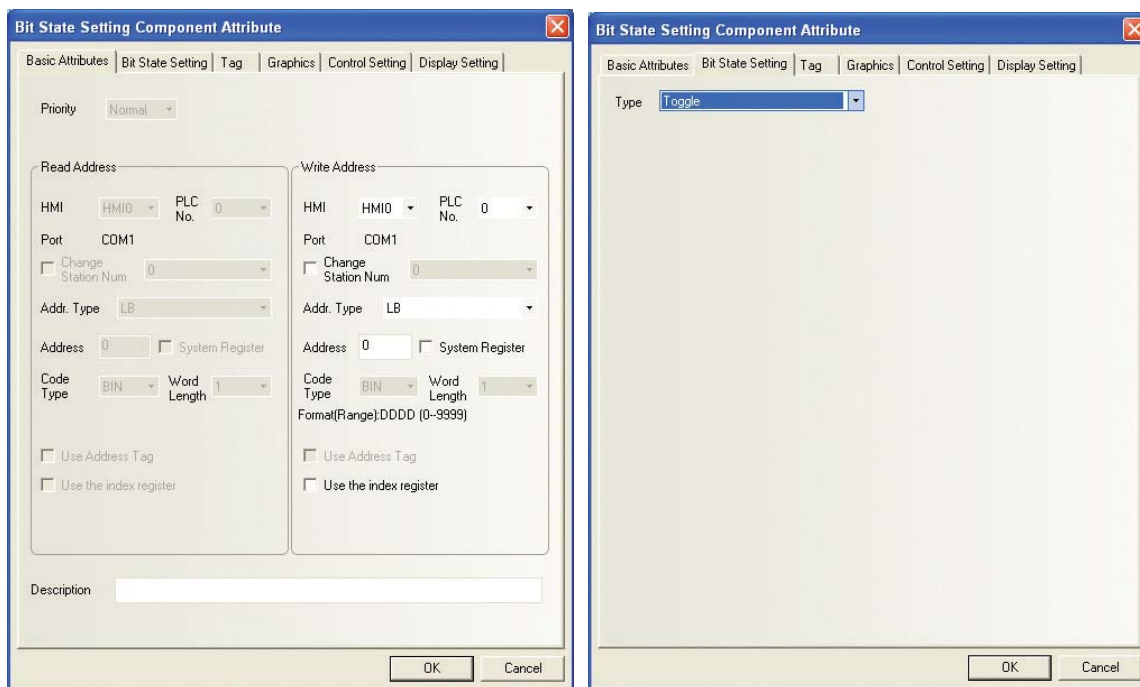 Bit State Setting Component Attribute
Basic Attributes Bit State Setting Tag Graphics Control Setting Display Setting
Priority Normal
Read Address
HMI HMI0 PLC No. 0
Port COM1
Change Station Num 0
Addr. Type LB
Address 0 System Register
Code Type BIN Word Length 1
Use Address Tag
Use the index register
Write Address
HMI HMI0 PLC No. 0
Port COM1
Change Station Num 0
Addr. Type LB
Address 0 System Register
Code Type BIN Word Length 1
Format(Range):DDDD (0--9999)
Use Address Tag
Use the index register
Description
OK Cancel
Bit State Setting Component Attribute
Basic Attributes Bit State Setting Tag Graphics Control Setting Display Setting
Type Toggle
OK Cancel